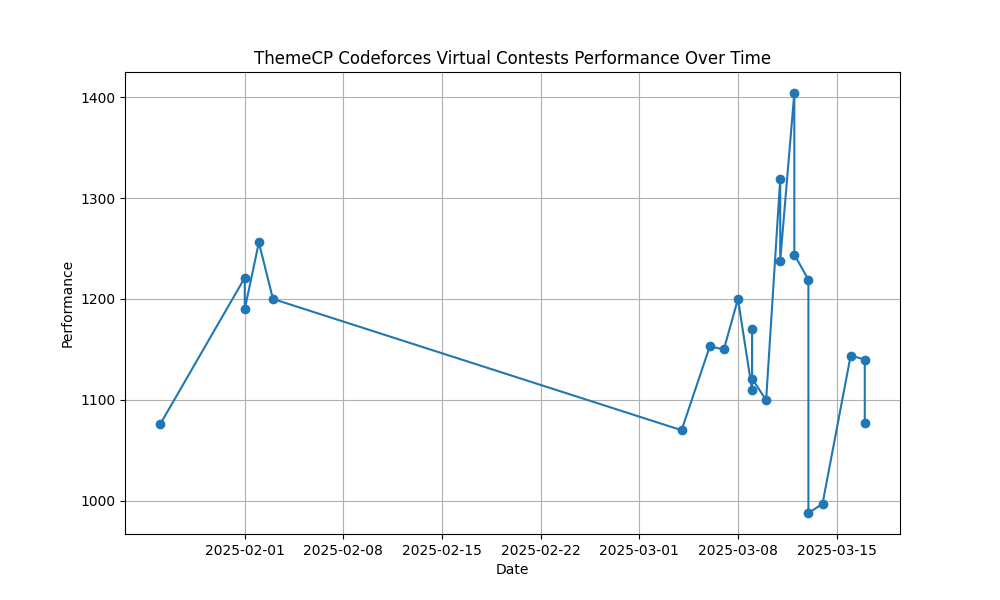 ThemeCP Codeforces Virtual Contests Performance Over Time
1400
1300
1200
1100
1000
Performance
2025-02-01 2025-02-08 2025-02-15 2025-02-22 2025-03-01 2025-03-08 2025-03-15
Date